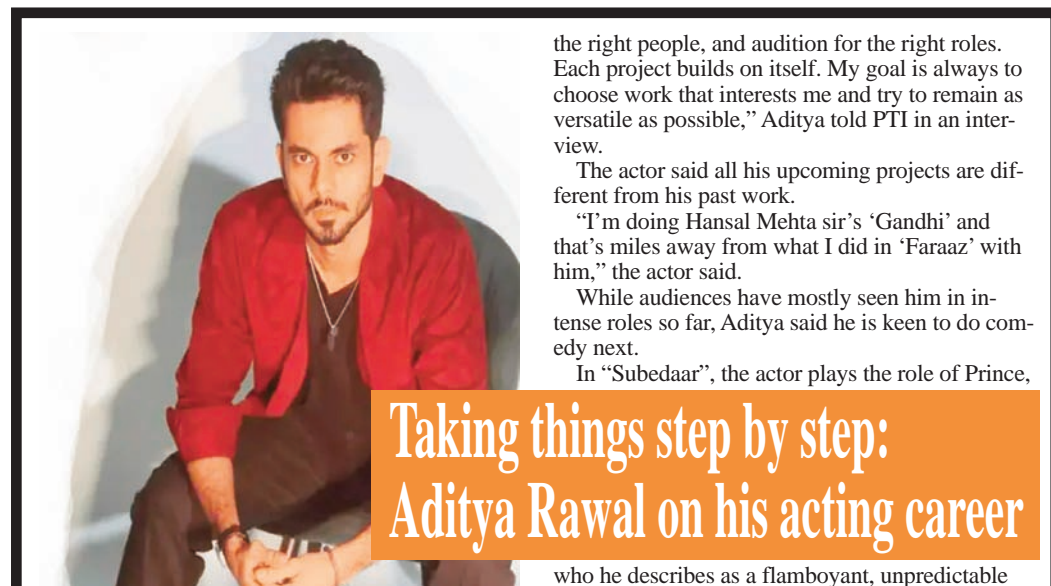 the right people, and audition for the right roles.
Each project builds on itself. My goal is always to
choose work that interests me and try to remain as
versatile as possible,” Aditya told PTI in an inter-
view.
The actor said all his upcoming projects are dif-
ferent from his past work.
“I’m doing Hansal Mehta sir’s ‘Gandhi’ and
that’s miles away from what I did in ‘Faraaz’ with
him,” the actor said.
While audiences have mostly seen him in in-
tense roles so far, Aditya said he is keen to do com-
edy next.
In “Subedaar”, the actor plays the role of Prince,
Taking things step by step:
Aditya Rawal on his acting career
who he describes as a flamboyant, unpredictable